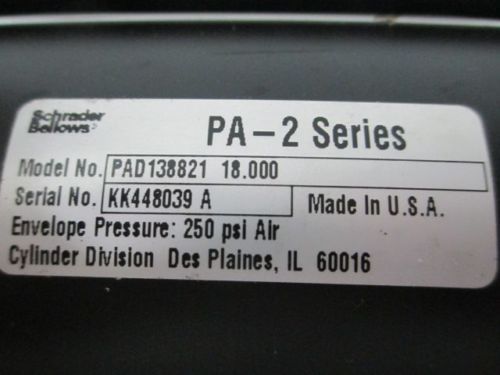 Schrader
Bellows
PA-2 Series
Model No. PAD138821 18.000
Serial No. KK448039 A
Made In U.S.A.
Envelope Pressure: 250 psi Air
Cylinder Division Des Plaines, IL 60016